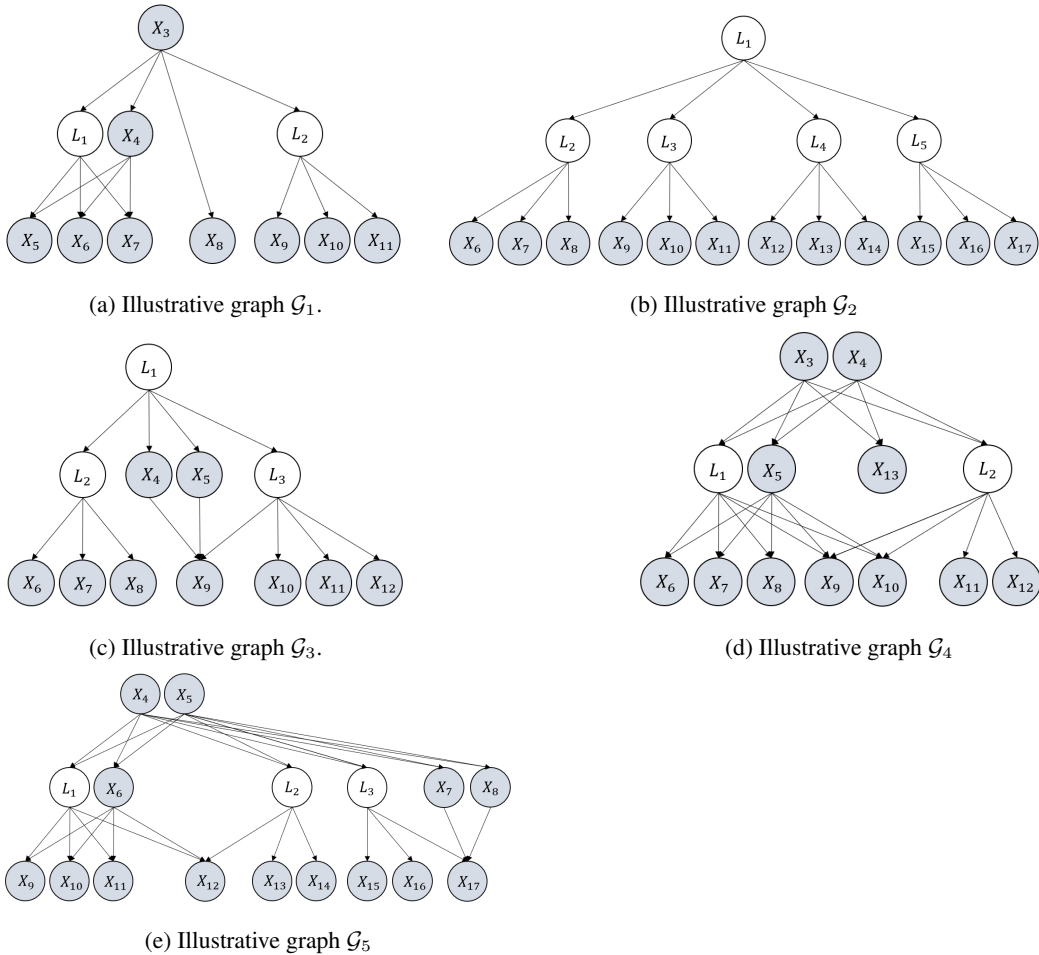 X₃
L₁ X₄ L₂
X₅ X₆ X₇ X₈ X₉ X₁₀ X₁₁
(a) Illustrative graph 𝒢₁.
L₁
L₂ L₃ L₄ L₅
X₆ X₇ X₈ X₉ X₁₀ X₁₁ X₁₂ X₁₃ X₁₄ X₁₅ X₁₆ X₁₇
(b) Illustrative graph 𝒢₂
L₁
L₂ X₄ X₅ L₃
X₆ X₇ X₈ X₉ X₁₀ X₁₁ X₁₂
(c) Illustrative graph 𝒢₃.
X₃ X₄
L₁ X₅ X₁₃ L₂
X₆ X₇ X₈ X₉ X₁₀ X₁₁ X₁₂
(d) Illustrative graph 𝒢₄
X₄ X₅
L₁ X₆ L₂ L₃ X₇ X₈
X₉ X₁₀ X₁₁ X₁₂ X₁₃ X₁₄ X₁₅ X₁₆ X₁₇
(e) Illustrative graph 𝒢₅